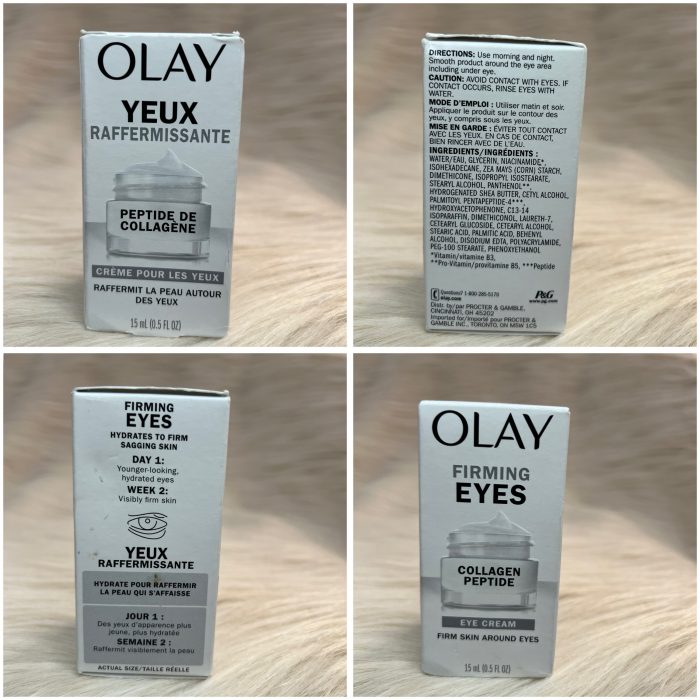 OLAY
YEUX
RAFFERMISSANTE
PEPTIDE DE
COLLAGÈNE
CRÈME POUR LES YEUX
RAFFERMIT LA PEAU AUTOUR
DES YEUX
15 mL (0.5 FL OZ)
DIRECTIONS: Use morning and night.
Smooth product around the eye area
including under eye.
CAUTION: AVOID CONTACT WITH EYES. IF
CONTACT OCCURS, RINSE EYES WITH
WATER.
MODE D'EMPLOI : Utiliser matin et soir.
Appliquer le produit sur le contour des
yeux, y compris sous les yeux.
MISE EN GARDE : ÉVITER TOUT CONTACT
AVEC LES YEUX. EN CAS DE CONTACT,
BIEN RINCER AVEC DE L'EAU.
INGREDIENTS/INGRÉDIENTS :
WATER/EAU, GLYCERIN, NIACINAMIDE*,
ISOHEXADECANE, ZEA MAYS (CORN) STARCH,
DIMETHICONE, ISOPROPYL ISOSTEARATE,
STEARYL ALCOHOL, PANTHENOL**,
HYDROGENATED SHEA BUTTER, CETYL ALCOHOL,
PALMITOYL PENTAPEPTIDE-4***,
HYDROXYACETOPHENONE, C13-14
ISOPARAFFIN, DIMETHICONOL, LAURETH-7,
CETEARYL GLUCOSIDE, CETEARYL ALCOHOL,
STEARIC ACID, PALMITIC ACID, BEHENYL
ALCOHOL, DISODIUM EDTA, POLYACRYLAMIDE,
PEG-100 STEARATE, PHENOXYETHANOL
*Vitamin/vitamine B3,
**Pro-Vitamin/provitamine B5, ***Peptide
Questions? 1-800-285-5170
olay.com
P&G
www.pg.com
Distr. by/par PROCTER & GAMBLE,
CINCINNATI, OH 45202
Imported for/importé pour PROCTER &
GAMBLE INC., TORONTO, ON M5W 1C5
FIRMING
EYES
HYDRATES TO FIRM
SAGGING SKIN
DAY 1:
Younger-looking,
hydrated eyes
WEEK 2:
Visibly firm skin
YEUX
RAFFERMISSANTE
HYDRATE POUR RAFFERMIR
LA PEAU QUI S'AFFAISSE
JOUR 1 :
Des yeux d'apparence plus
jeune, plus hydratée
SEMAINE 2 :
Raffermit visiblement la peau
ACTUAL SIZE/TAILLE RÉELLE
OLAY
FIRMING
EYES
COLLAGEN
PEPTIDE
EYE CREAM
FIRM SKIN AROUND EYES
15 mL (0.5 FL OZ)